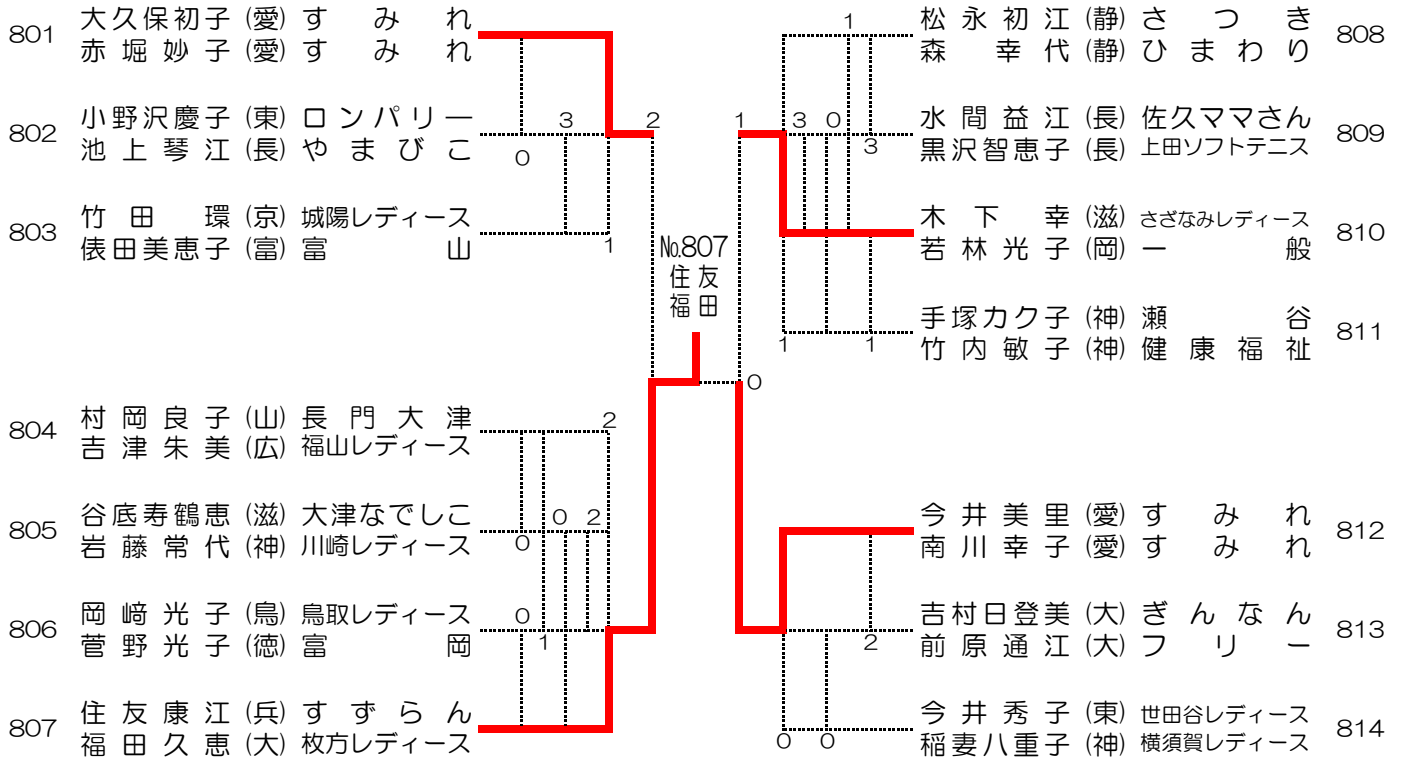 801 大久保初子 (愛) すみれ
赤堀妙子 (愛) すみれ
0
802 小野沢慶子 (東) ロンパリー
池上琴江 (長) やまびこ
3 2
0
803 竹田環 (京) 城陽レディース
俵田美恵子 (富) 富山
1
804 村岡良子 (山) 長門大津
吉津朱美 (広) 福山レディース
2
805 谷底寿鶴恵 (滋) 大津なでしこ
岩藤常代 (神) 川崎レディース
0 2
0
806 岡崎光子 (鳥) 鳥取レディース
菅野光子 (徳) 富岡
0
1
807 住友康江 (兵) すずらん
福田久恵 (大) 枚方レディース
No.807
住友
福田
0
1
松永初江 (静) さつき 808
森幸代 (静) ひまわり
1 3 0
水間益江 (長) 佐久ママさん 809
黒沢智恵子 (長) 上田ソフトテニス
3
木下幸 (滋) さざなみレディース 810
若林光子 (岡) 一般
手塚カク子 (神) 瀬谷 811
竹内敏子 (神) 健康福祉
1 1
今井美里 (愛) すみれ 812
南川幸子 (愛) すみれ
吉村日登美 (大) ぎんなん 813
前原通江 (大) フリー
2
今井秀子 (東) 世田谷レディース 814
稲妻八重子 (神) 横須賀レディース
0 0